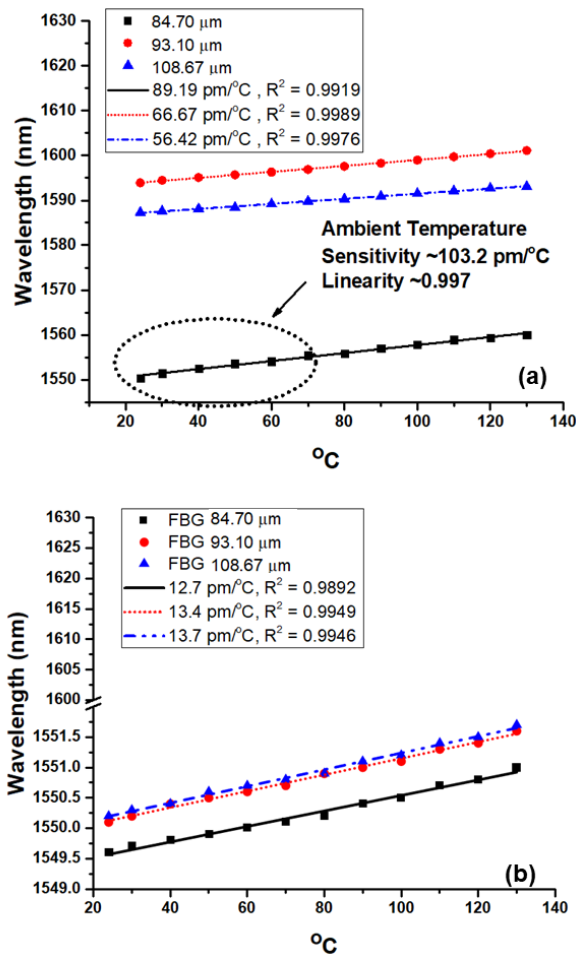 (a)
1630
1620
1610
1600
1590
1580
1570
1560
1550
Wavelength (nm)
84.70 μm
93.10 μm
108.67 μm
89.19 pm/°C , R² = 0.9919
66.67 pm/°C , R² = 0.9989
56.42 pm/°C , R² = 0.9976
Ambient Temperature
Sensitivity ~103.2 pm/°C
Linearity ~0.997
20 40 60 80 100 120 140
°C
1630
1625
1620
1615
1610
1605
1600
1551.5
1551.0
1550.5
1550.0
1549.5
1549.0
Wavelength (nm)
FBG 84.70 μm
FBG 93.10 μm
FBG 108.67 μm
12.7 pm/°C, R² = 0.9892
13.4 pm/°C, R² = 0.9949
13.7 pm/°C, R² = 0.9946
(b)
20 40 60 80 100 120 140
°C